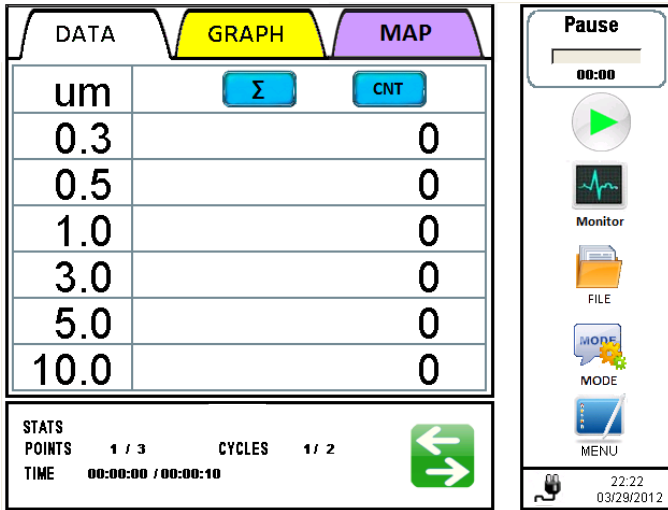 DATA GRAPH MAP
um Σ CNT
0.3 0
0.5 0
1.0 0
3.0 0
5.0 0
10.0 0
STATS
POINTS 1 / 3 CYCLES 1/ 2
TIME 00:00:00 / 00:00:10
Pause
00:00
Monitor
FILE
MODE
MODE
MENU
22:22
03/29/2012